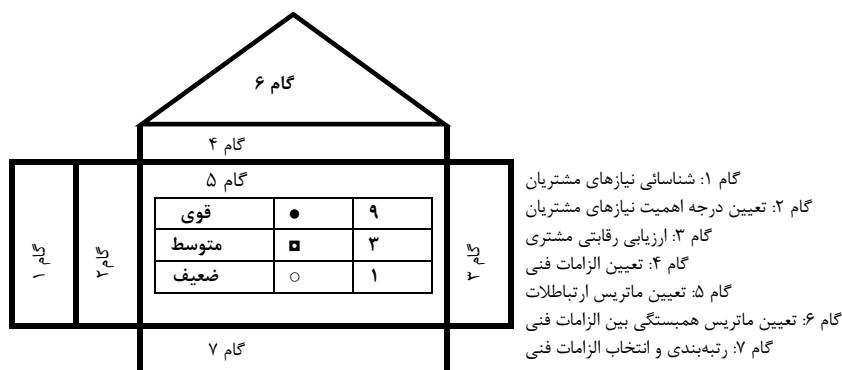 گام ۶
گام ۴
گام ۵
قوی ● ۹
متوسط ◘ ۳
ضعیف ○ ۱
گام ۱
گام۲
گام ۳
گام ۷
گام ۱: شناسائی نیازهای مشتریان
گام ۲: تعیین درجه اهمیت نیازهای مشتریان
گام ۳: ارزیابی رقابتی مشتری
گام ۴: تعیین الزامات فنی
گام ۵: تعیین ماتریس ارتباطلات
گام ۶: تعیین ماتریس همبستگی بین الزامات فنی
گام ۷: رتبه‌بندی و انتخاب الزامات فنی